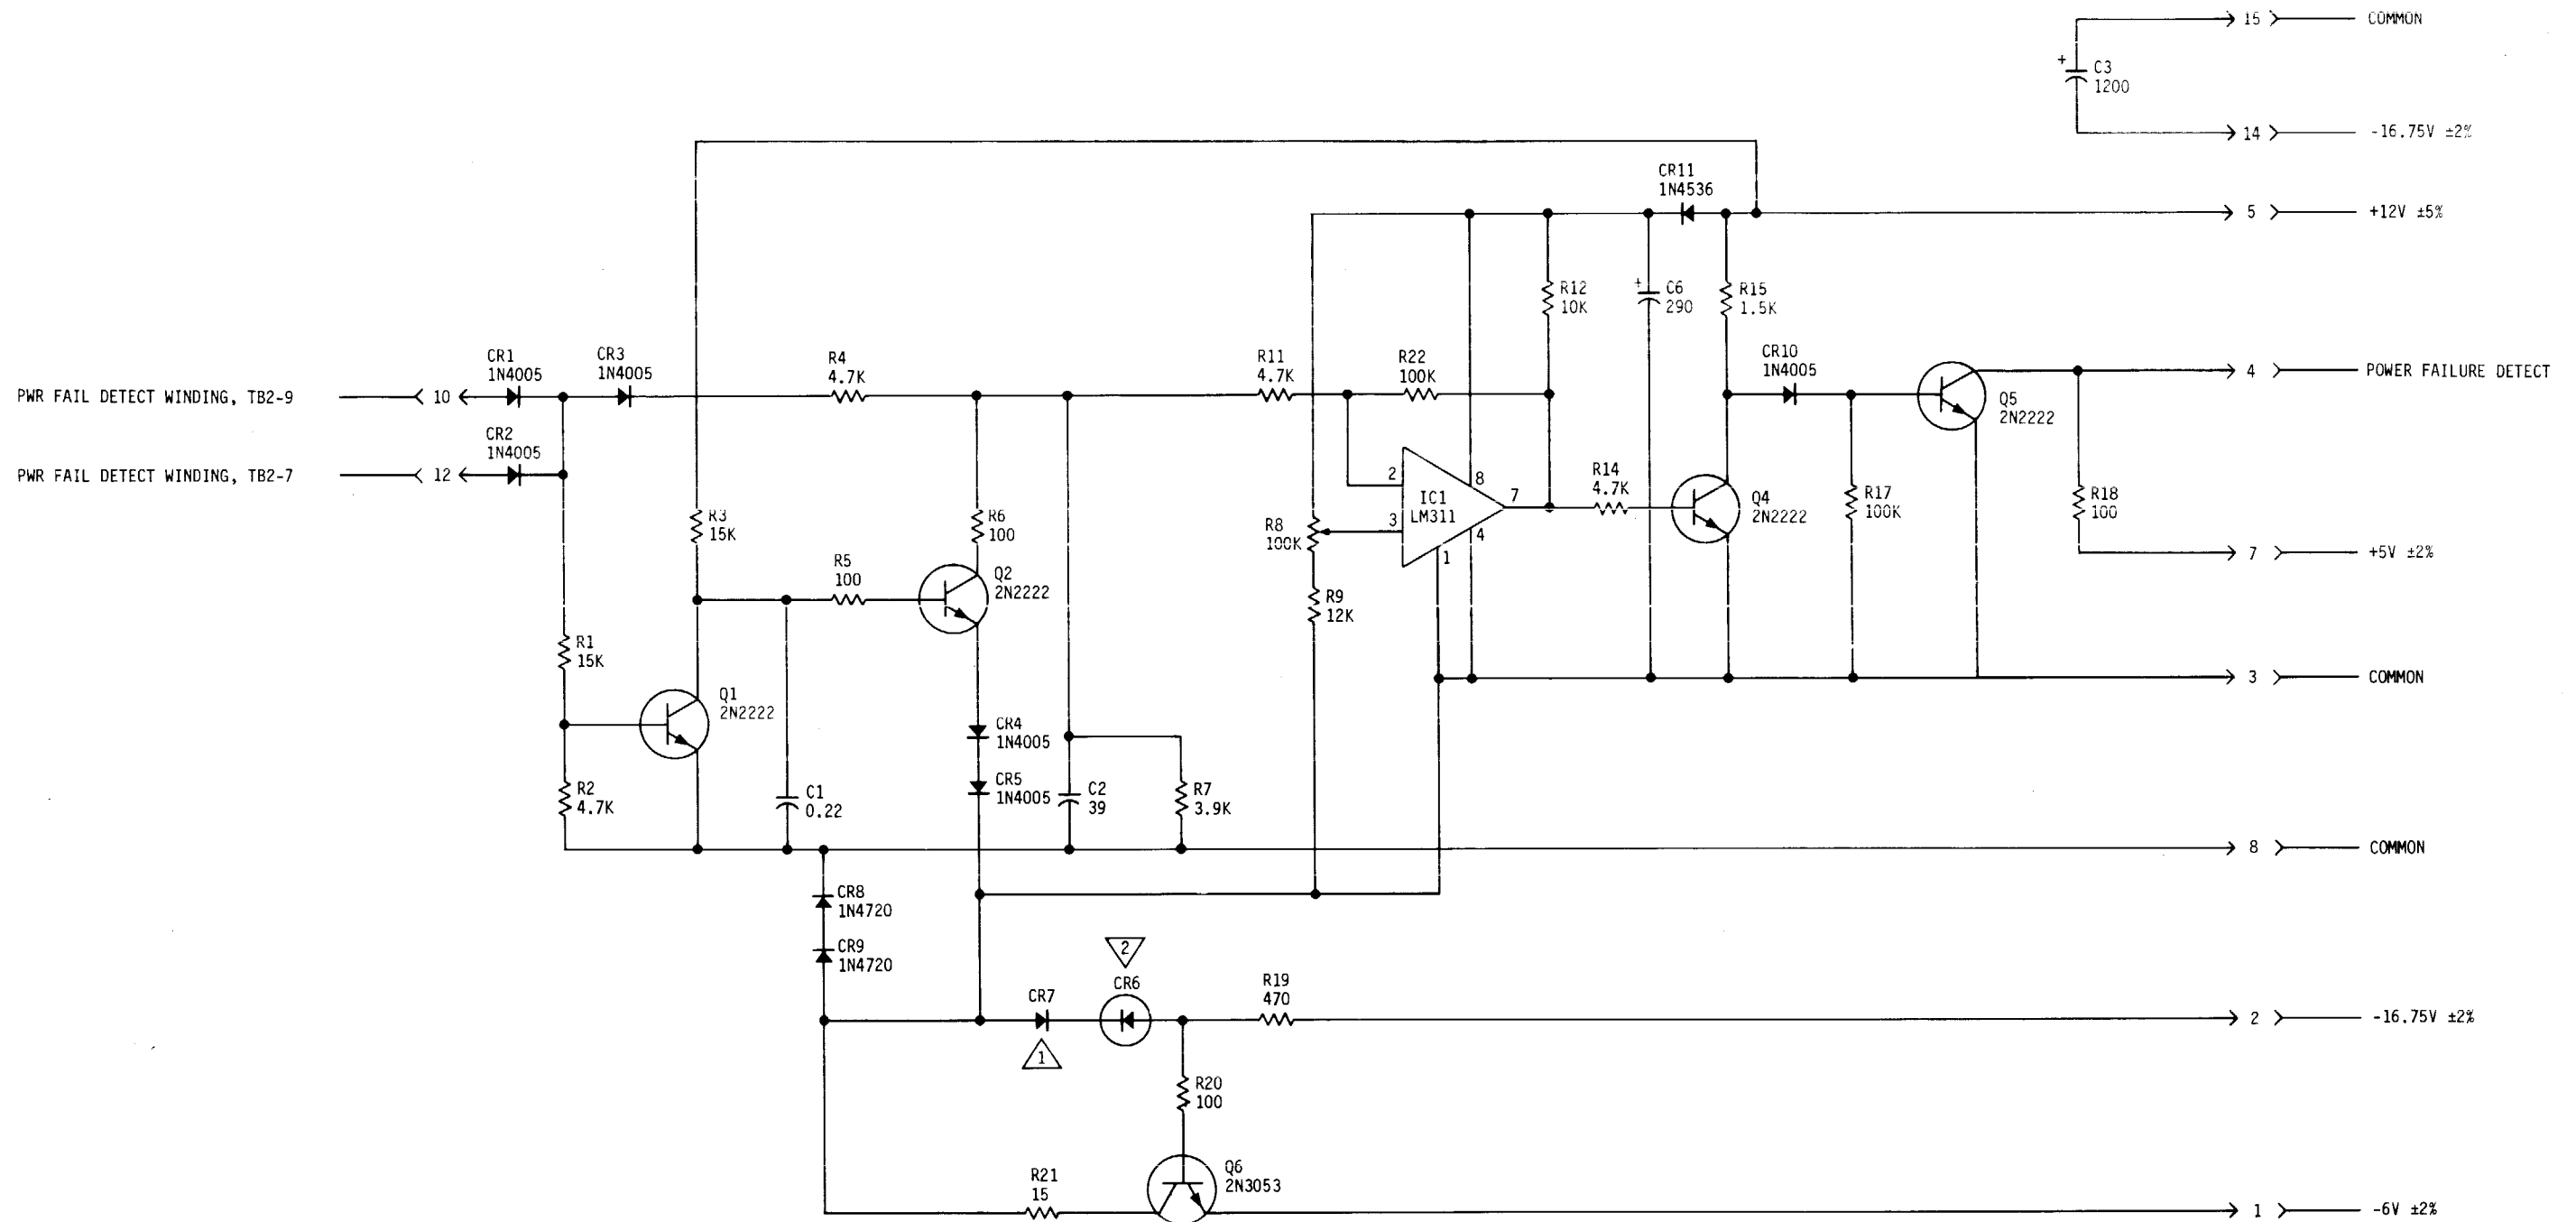 15 COMMON
C3
1200
+
14 -16.75V ±2%
CR11
1N4536
5 +12V ±5%
R12
10K
+
C6
290
R15
1.5K
PWR FAIL DETECT WINDING, TB2-9 10
CR1
1N4005
CR3
1N4005
R4
4.7K
R11
4.7K
R22
100K
CR10
1N4005
Q5
2N2222
4 POWER FAILURE DETECT
PWR FAIL DETECT WINDING, TB2-7 12
CR2
1N4005
R3
15K
R6
100
R8
100K
2
3
IC1
LM311
8
4
1
7
R14
4.7K
Q4
2N2222
R17
100K
R18
100
7 +5V ±2%
R5
100
Q2
2N2222
R9
12K
R1
15K
Q1
2N2222
3 COMMON
CR4
1N4005
R2
4.7K
C1
0.22
CR5
1N4005
C2
39
R7
3.9K
8 COMMON
CR8
1N4720
CR9
1N4720
2
CR7
CR6
1
R19
470
2 -16.75V ±2%
R20
100
R21
15
Q6
2N3053
1 -6V ±2%